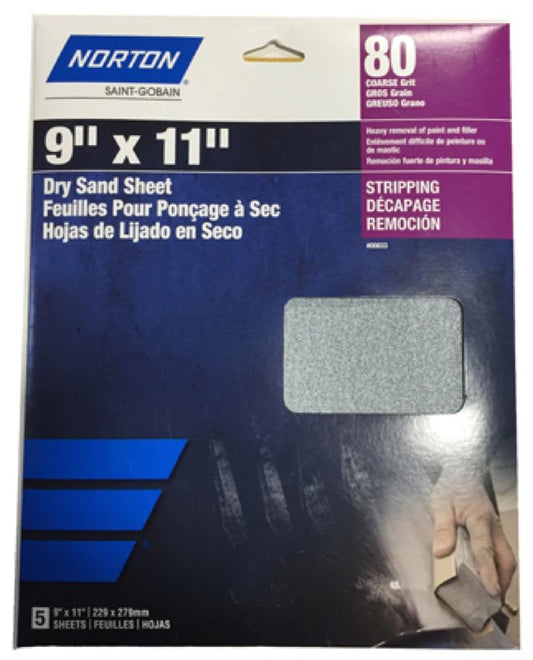 NORTON
SAINT-GOBAIN
80
COARSE Grit
GROS Grain
GRUESO Grano
9" x 11"
Heavy removal of paint and filler
Enlèvement difficile de peinture ou
de mastic
Remoción fuerte de pintura y masilla
Dry Sand Sheet
Feuilles Pour Ponçage à Sec
Hojas de Lijado en Seco
STRIPPING
DÉCAPAGE
REMOCIÓN
#00633
5
9" x 11" | 229 x 279mm
SHEETS | FEUILLES | HOJAS